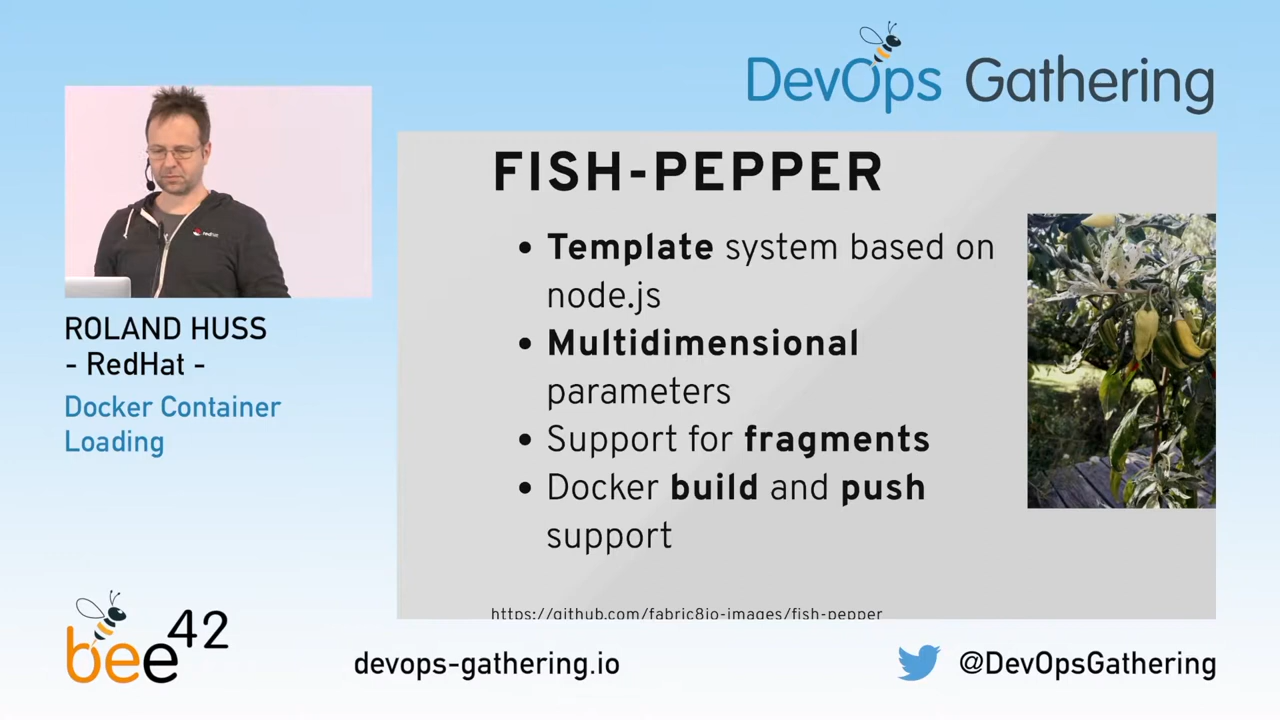 DevOps Gathering
redhat
ROLAND HUSS
- RedHat -
Docker Container
Loading
FISH-PEPPER
• Template system based on
node.js
• Multidimensional
parameters
• Support for fragments
• Docker build and push
support
https://github.com/fabric8io-images/fish-pepper
bee42
devops-gathering.io
@DevOpsGathering